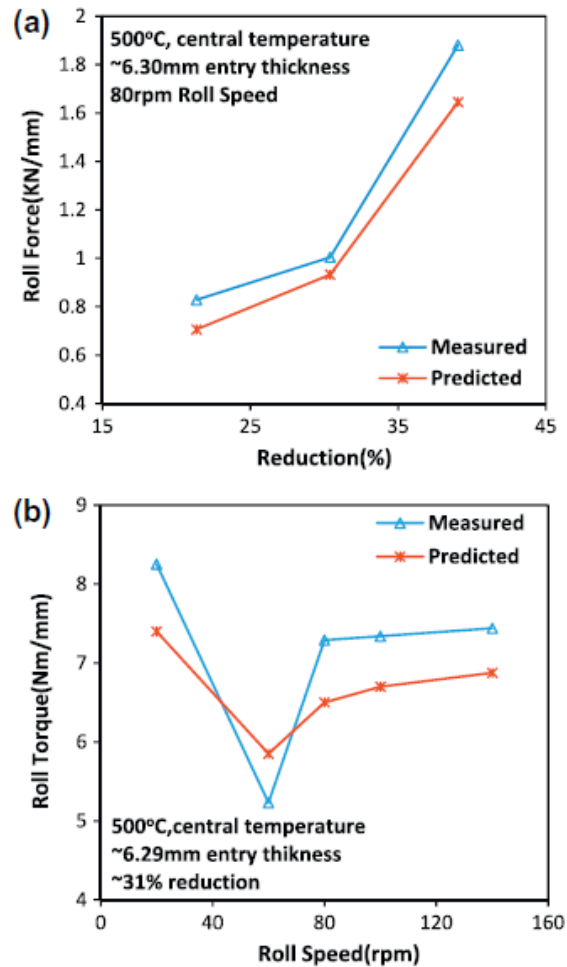 (a)
500°C, central temperature
~6.30mm entry thickness
80rpm Roll Speed
Roll Force(KN/mm)
2
1.8
1.6
1.4
1.2
1
0.8
0.6
0.4
Measured
Predicted
15
25
35
45
Reduction(%)
(b)
Roll Torque(Nm/mm)
9
8
7
6
5
4
Measured
Predicted
500°C,central temperature
~6.29mm entry thikness
~31% reduction
0
40
80
120
160
Roll Speed(rpm)